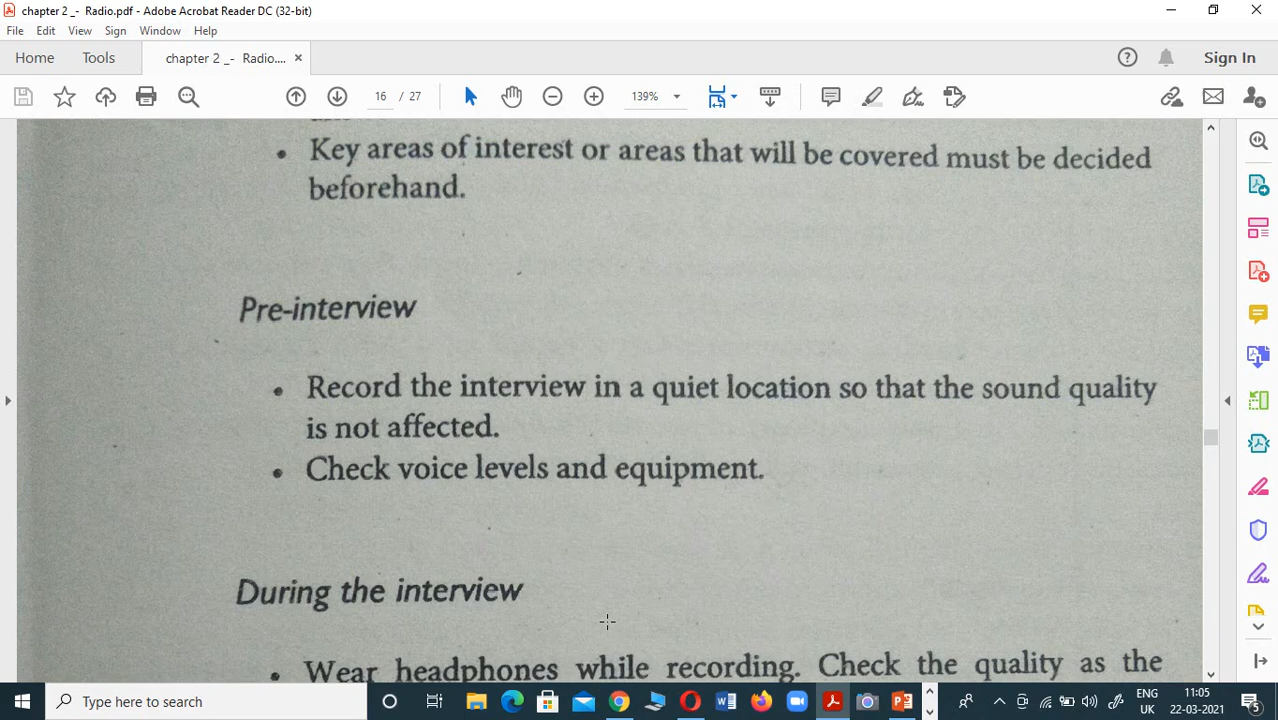 chapter 2 _- Radio.pdf - Adobe Acrobat Reader DC (32-bit)
File Edit View Sign Window Help
Home Tools chapter 2 _- Radio.... ×
Sign In
16 / 27
139%
Key areas of interest or areas that will be covered must be decided
beforehand.
Pre-interview
• Record the interview in a quiet location so that the sound quality
is not affected.
• Check voice levels and equipment.
During the interview
• Wear headphones while recording. Check the quality as the
Type here to search
ENG 11:05
UK 22-03-2021
5